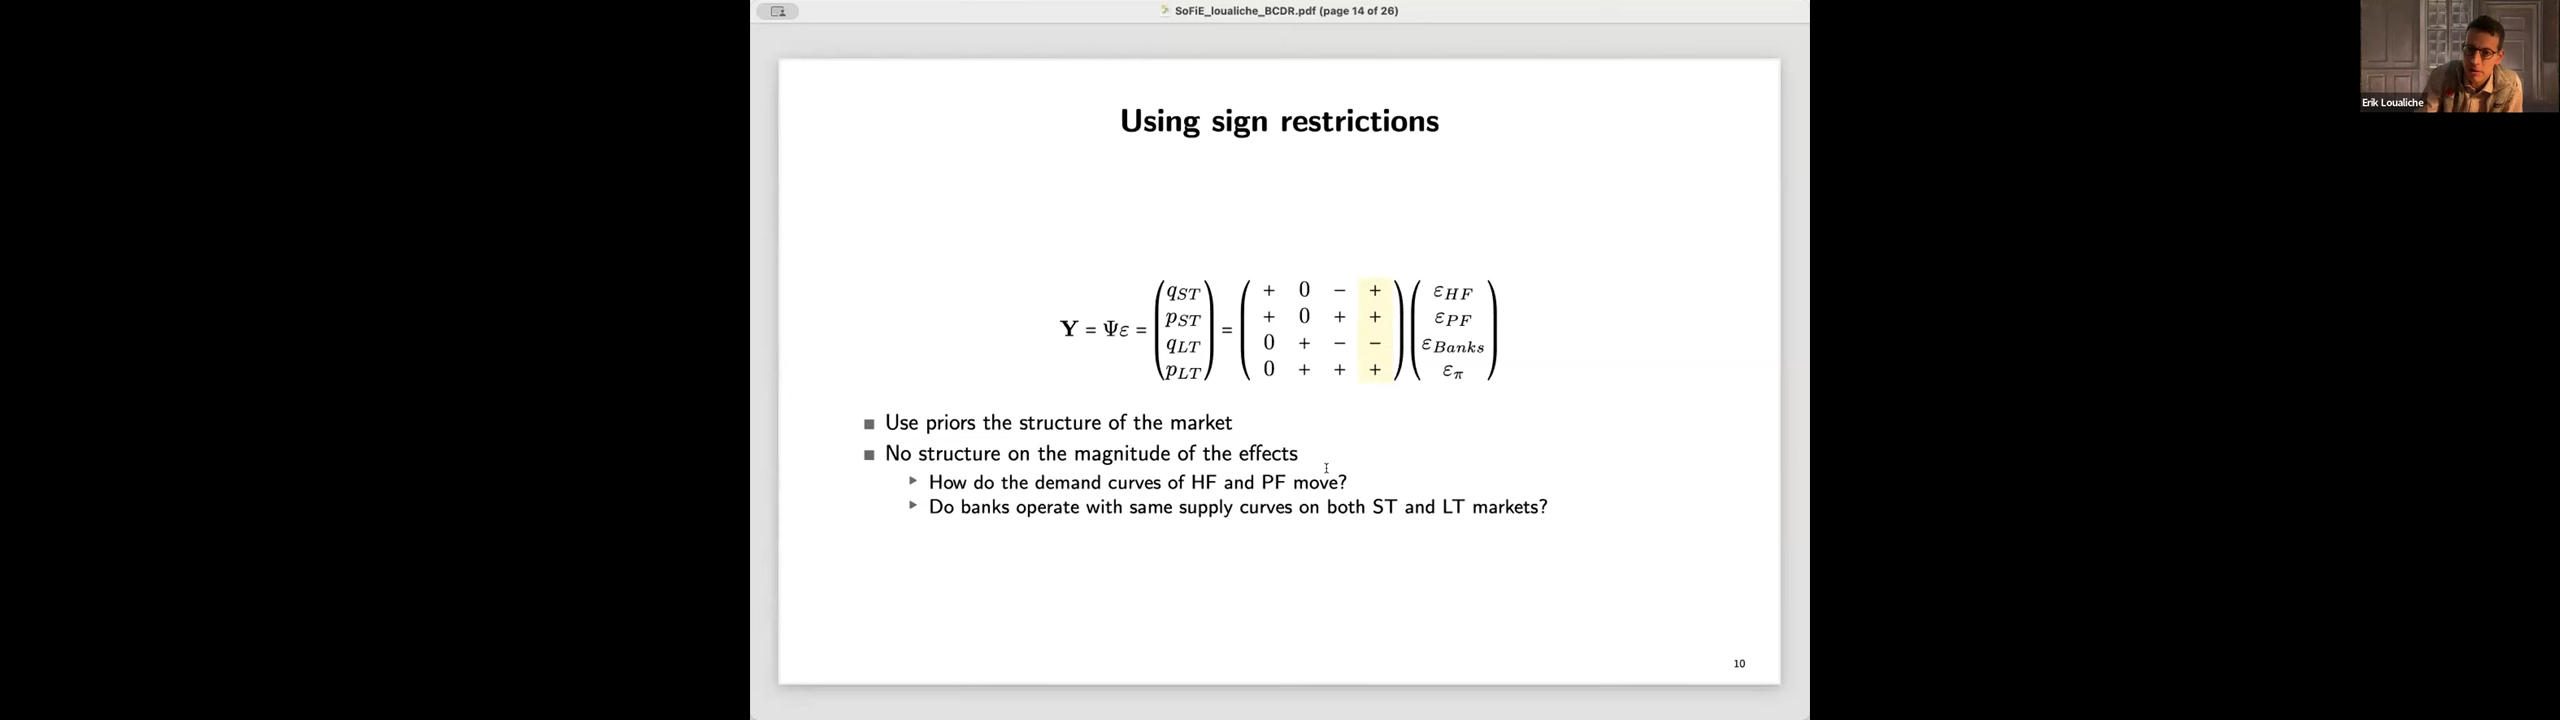 SoFiE_loualiche_BCDR.pdf (page 14 of 26)
Erik Loualiche
Using sign restrictions
Y = Ψε = (q_ST p_ST q_LT p_LT) = (+ 0 − + + 0 + + 0 + − − 0 + + +) (ε_HF ε_PF ε_Banks ε_π)
■ Use priors the structure of the market
■ No structure on the magnitude of the effects
▶ How do the demand curves of HF and PF move?
▶ Do banks operate with same supply curves on both ST and LT markets?
10